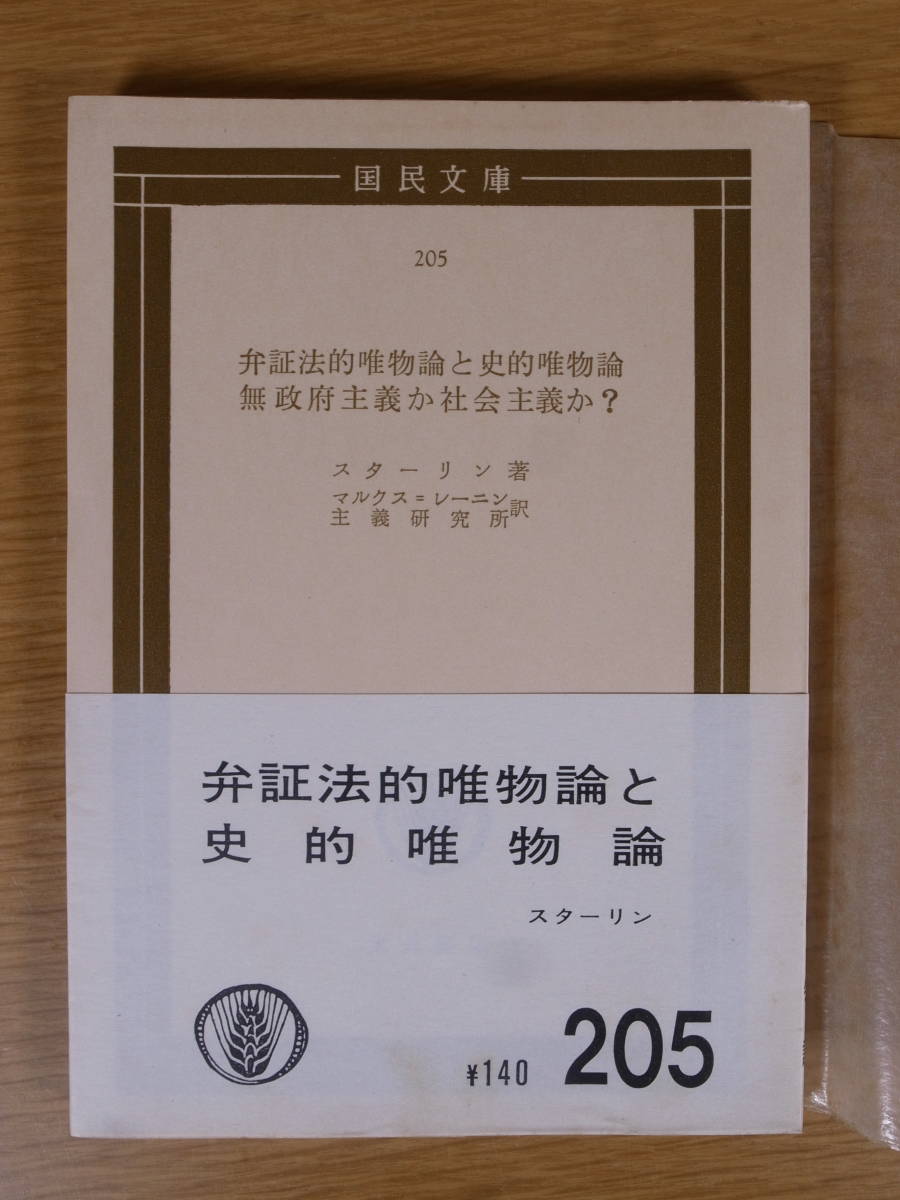 国民文庫
205
弁証法的唯物論と史的唯物論
無政府主義か社会主義か?
スターリン著
マルクス=レーニン
主義研究所訳
弁証法的唯物論と
史的唯物論
スターリン
¥140
205